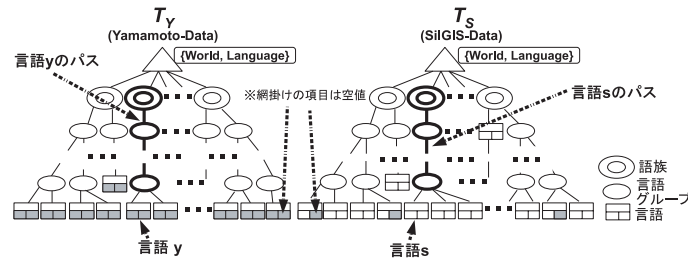 T_Y
(Yamamoto-Data)
{World, Language}
言語yのパス
※網掛けの項目は空値
言語 y
T_S
(SilGIS-Data)
{World, Language}
言語sのパス
言語s
語族
言語
グループ
言語